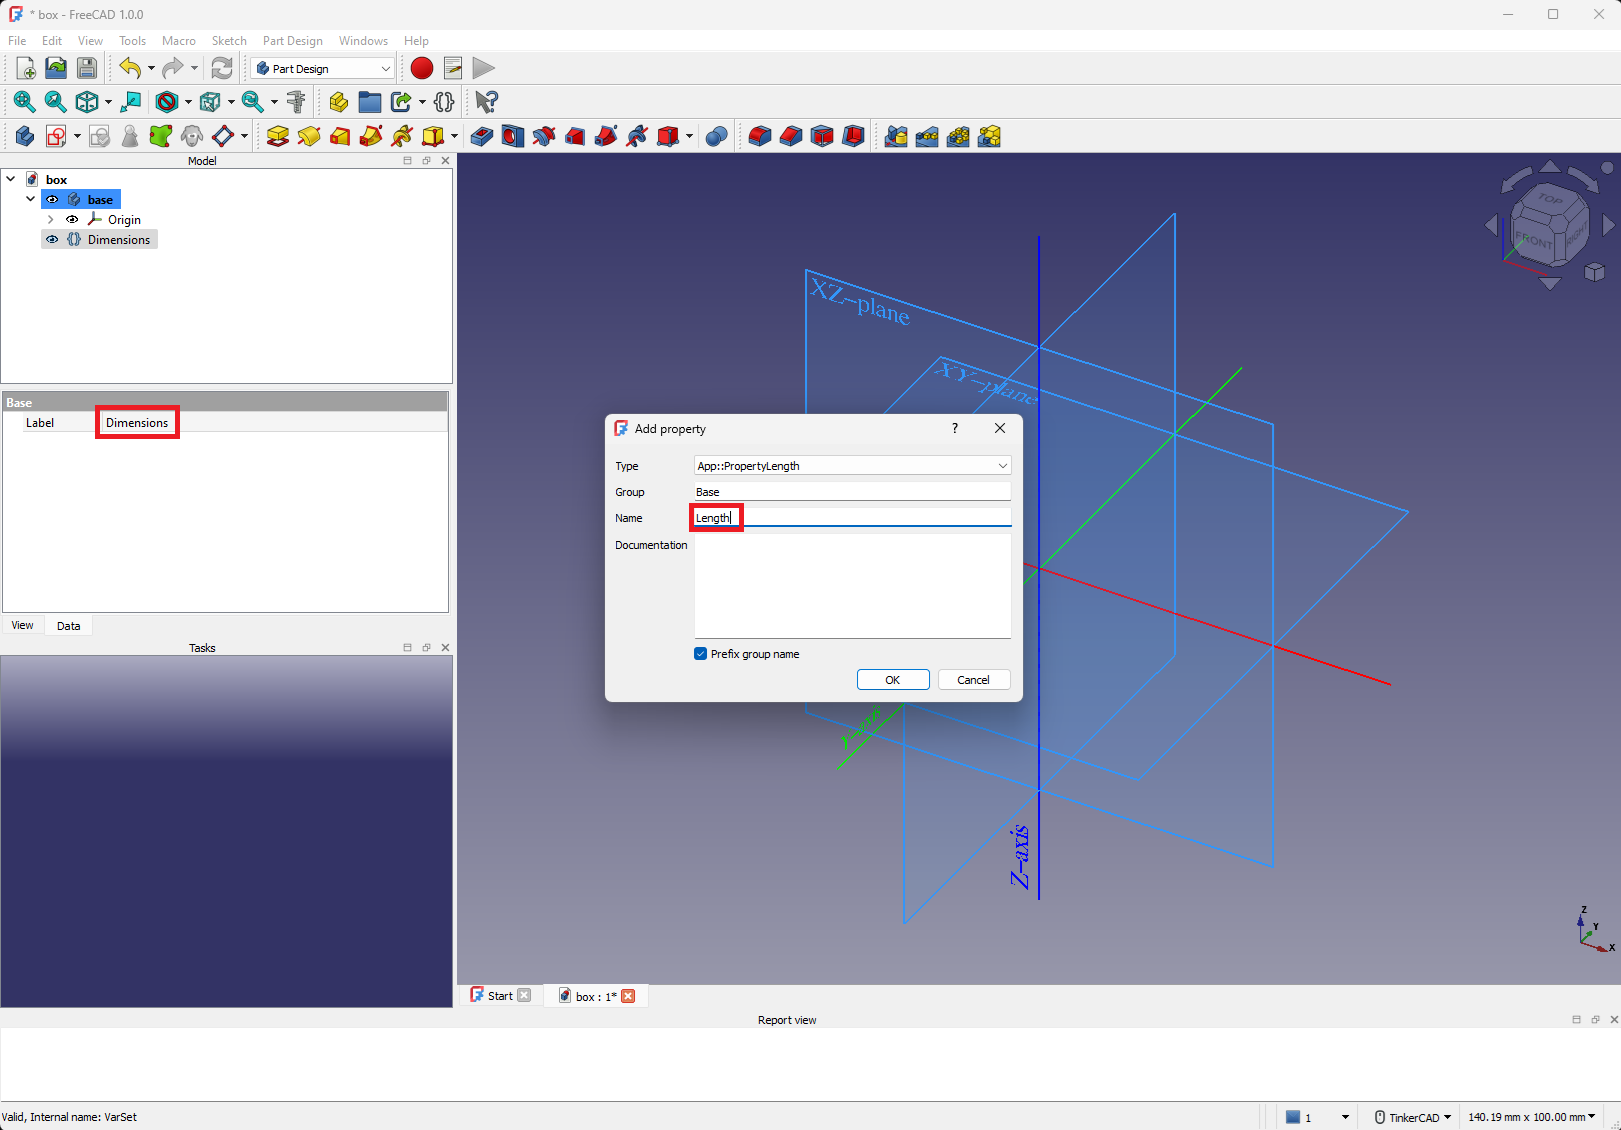 * box - FreeCAD 1.0.0
File Edit View Tools Macro Sketch Part Design Windows Help
Part Design
Model
box
base
Origin
Dimensions
Base
Label Dimensions
View Data
Tasks
XZ-plane
XY-plane
Y-axis
Z-axis
TOP
FRONT
RIGHT
Add property
?
Type App::PropertyLength
Group Base
Name Length
Documentation
Prefix group name
OK Cancel
Z
Y
X
Start box : 1*
Report view
Valid, Internal name: VarSet
1 TinkerCAD 140.19 mm x 100.00 mm